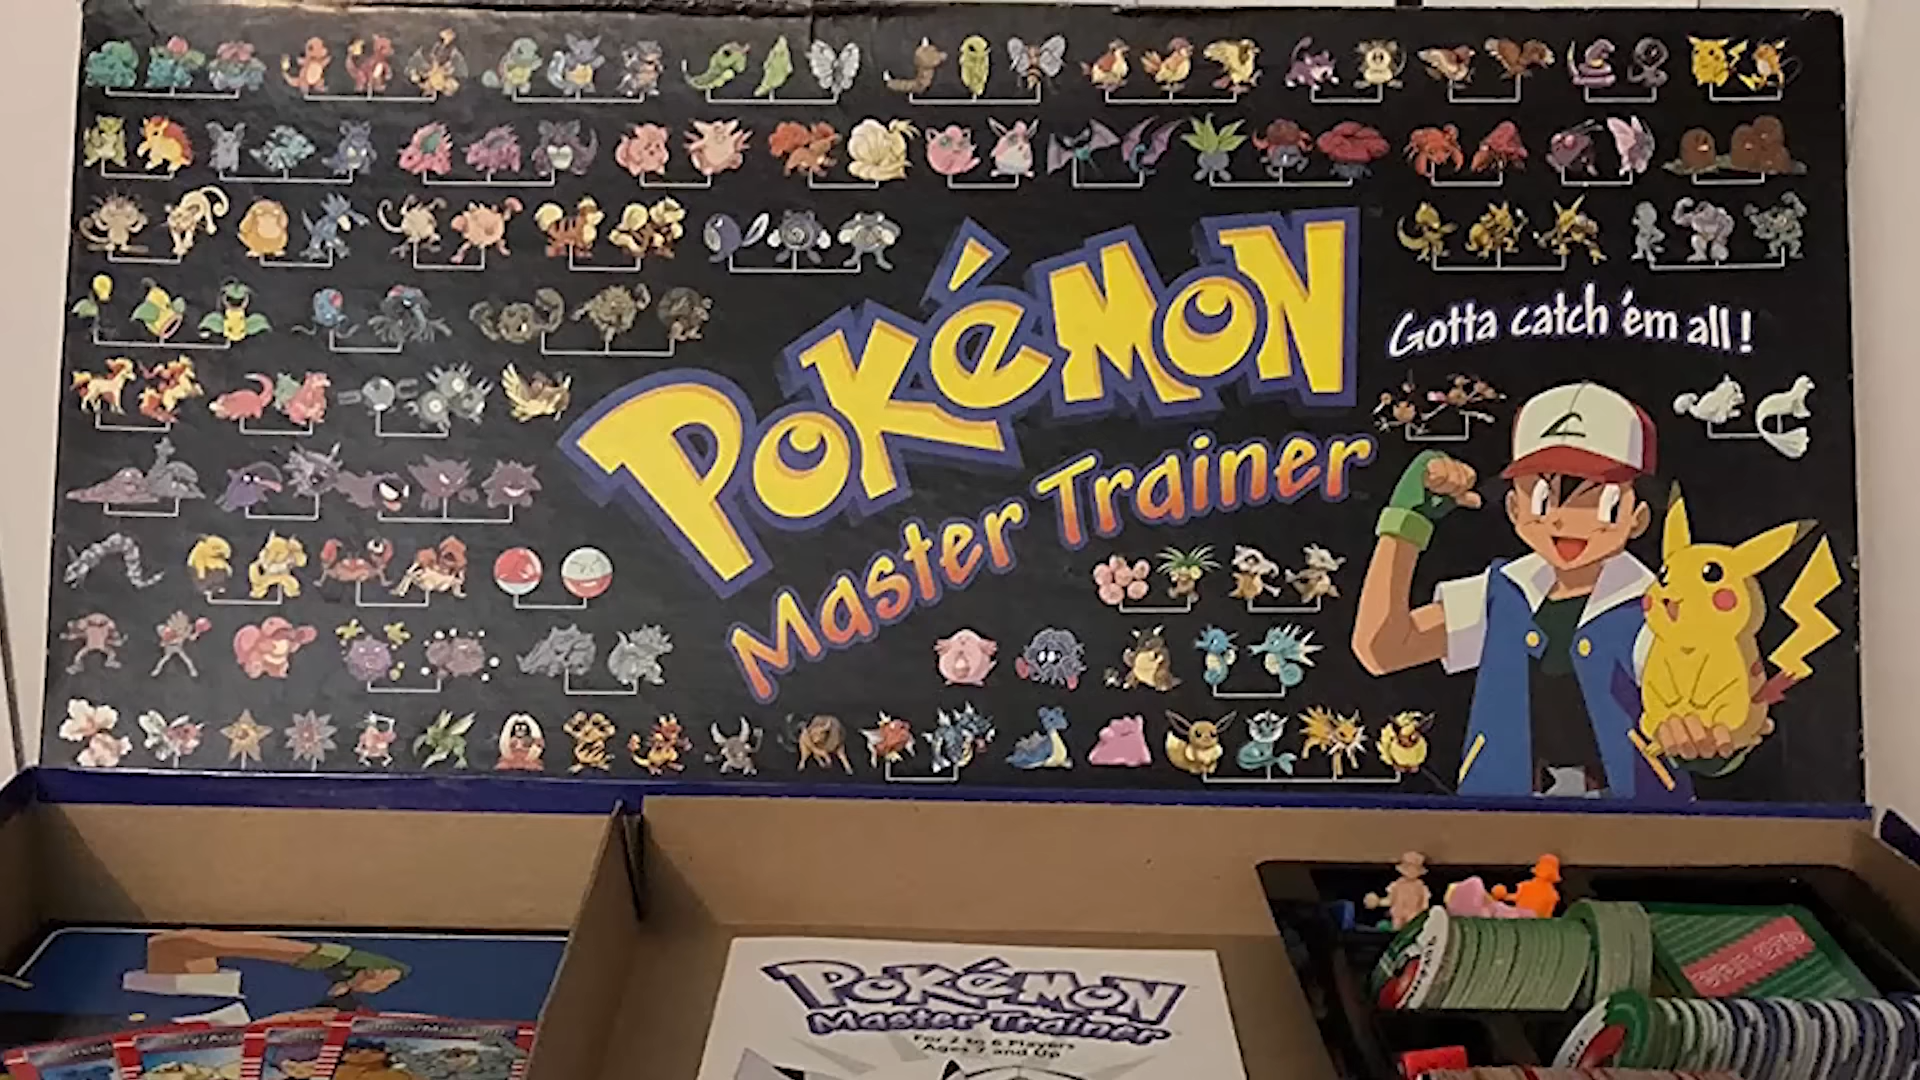 Gotta catch 'em all!
POKéMON
Master Trainer
POKéMON
Master Trainer
For 2 to 6 Players
Ages 7 and Up